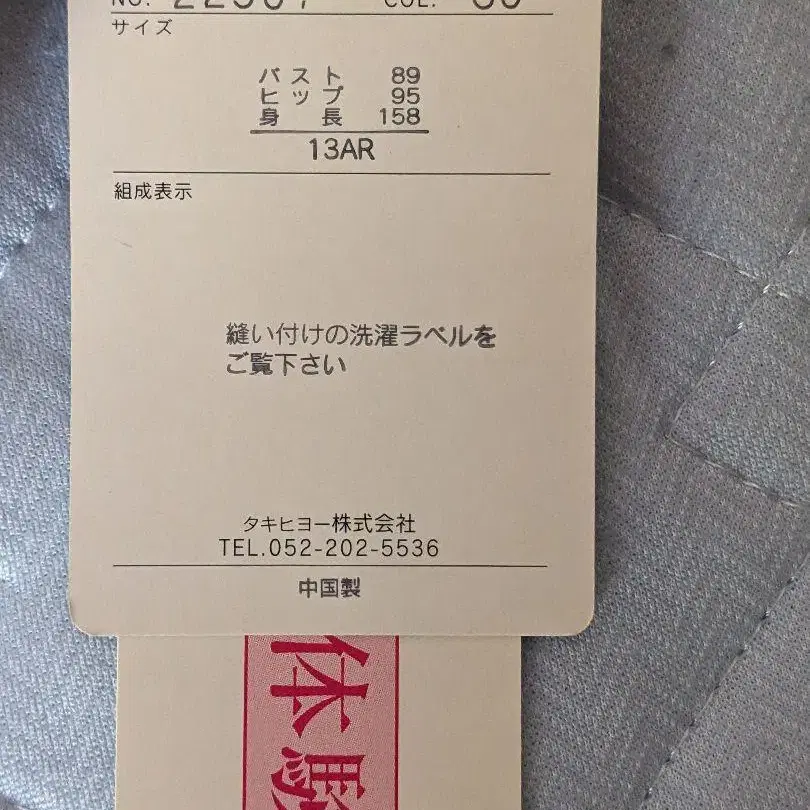 サイズ
バスト 89
ヒップ 95
身長 158
13AR
組成表示
縫い付けの洗濯ラベルを
ご覧下さい
タキヒヨー株式会社
TEL.052-202-5536
中国製
体